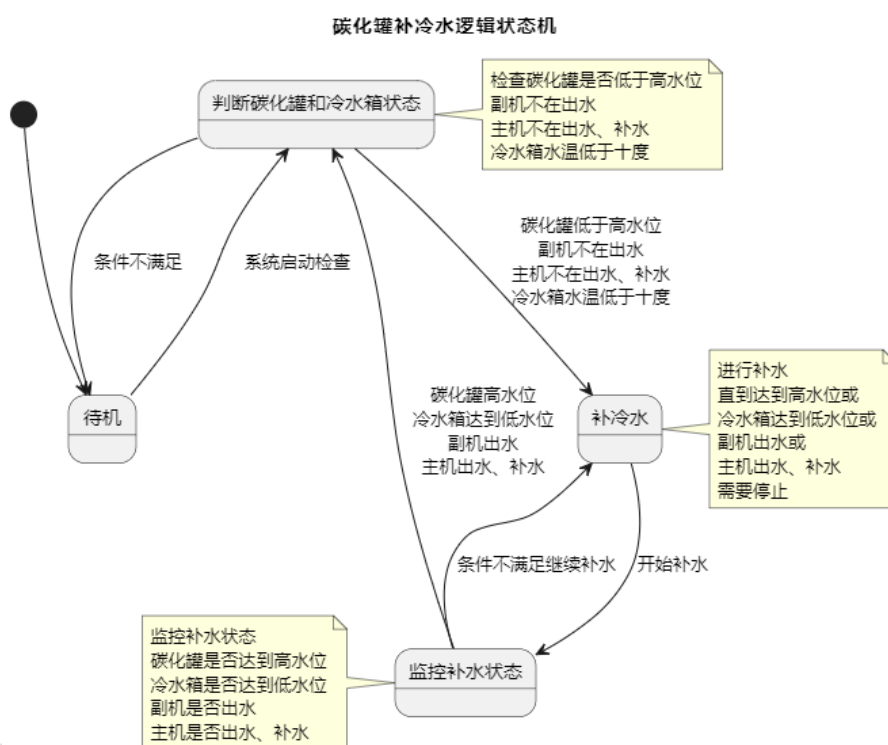 碳化罐补冷水逻辑状态机
判断碳化罐和冷水箱状态
检查碳化罐是否低于高水位
副机不在出水
主机不在出水、补水
冷水箱水温低于十度
条件不满足
系统启动检查
碳化罐低于高水位
副机不在出水
主机不在出水、补水
冷水箱水温低于十度
待机
碳化罐高水位
冷水箱达到低水位
副机出水
主机出水、补水
补冷水
进行补水
直到达到高水位或
冷水箱达到低水位或
副机出水或
主机出水、补水
需要停止
条件不满足继续补水
开始补水
监控补水状态
碳化罐是否达到高水位
冷水箱是否达到低水位
副机是否出水
主机是否出水、补水
监控补水状态